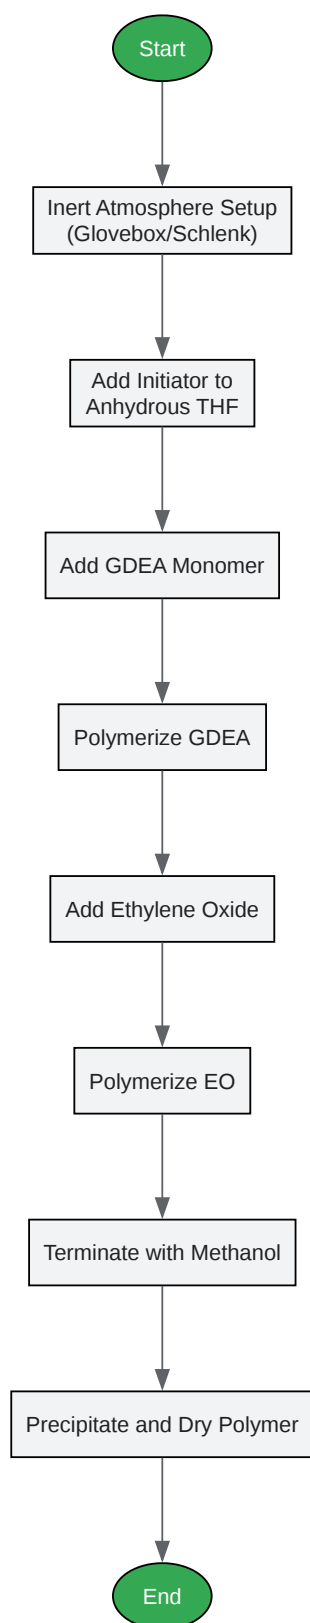 Start
Inert Atmosphere Setup
(Glovebox/Schlenk)
Add Initiator to
Anhydrous THF
Add GDEA Monomer
Polymerize GDEA
Add Ethylene Oxide
Polymerize EO
Terminate with Methanol
Precipitate and Dry Polymer
End